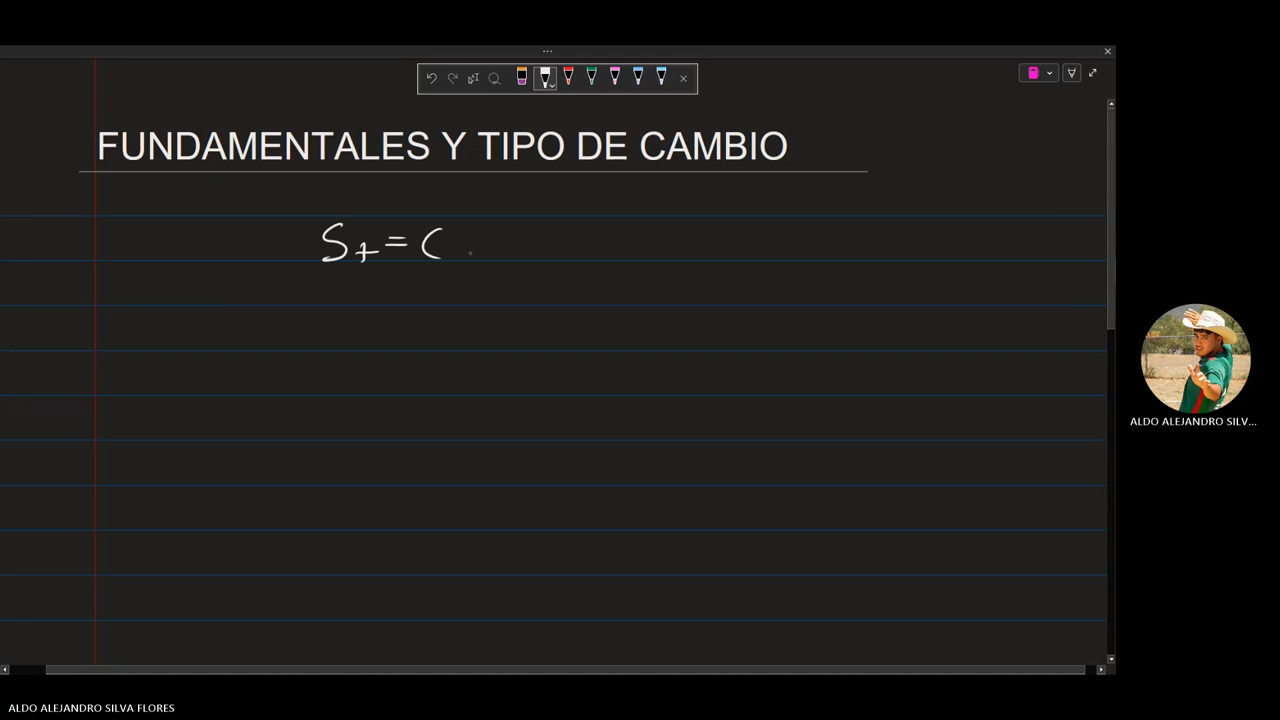 FUNDAMENTALES Y TIPO DE CAMBIO
St = (
ALDO ALEJANDRO SILV...
ALDO ALEJANDRO SILVA FLORES